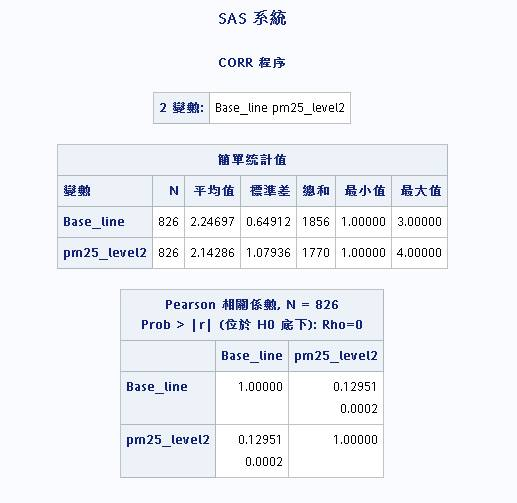 SAS 系統
CORR 程序
2 變數: Base_line pm25_level2
簡單統計值
變數 N 平均值 標準差 總和 最小值 最大值
Base_line 826 2.24697 0.64912 1856 1.00000 3.00000
pm25_level2 826 2.14286 1.07936 1770 1.00000 4.00000
Pearson 相關係數, N = 826
Prob > |r| (位於 H0 底下): Rho=0
Base_line pm25_level2
Base_line 1.00000 0.12951
0.0002
pm25_level2 0.12951 1.00000
0.0002